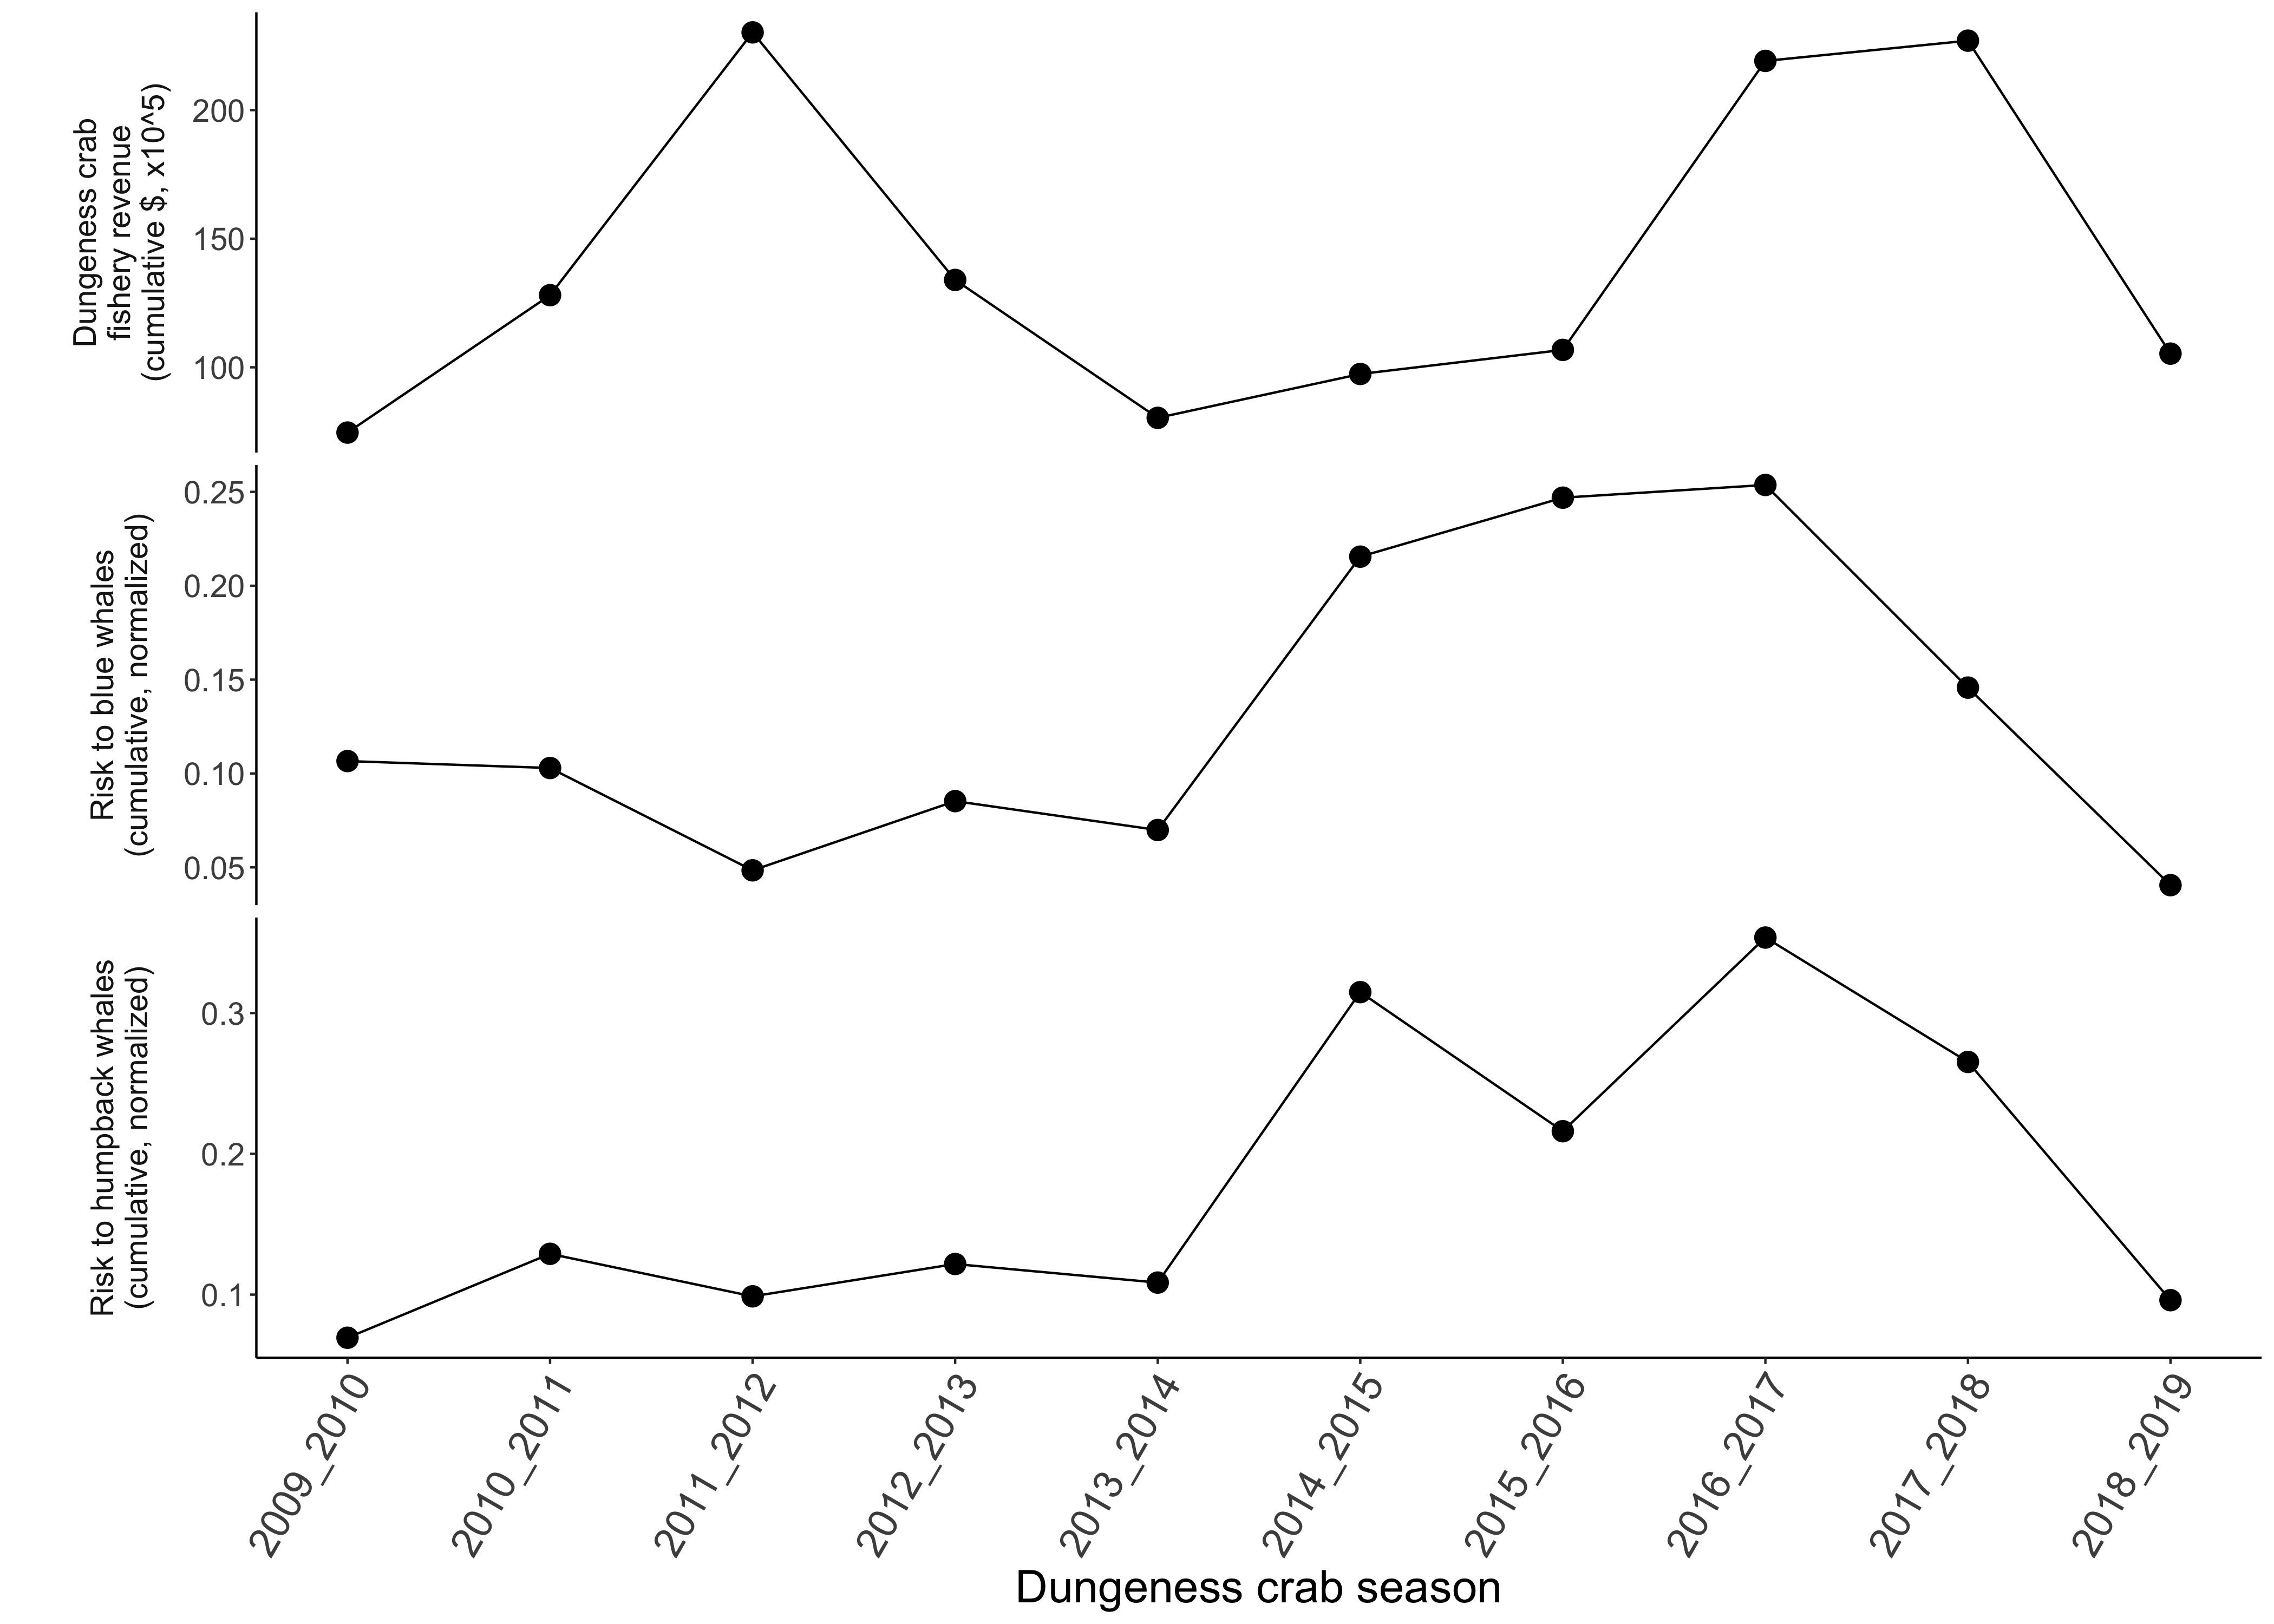 Dungeness crab
fishery revenue
(cumulative $, x10^5)
200
150
100
Risk to blue whales
(cumulative, normalized)
0.25
0.20
0.15
0.10
0.05
Risk to humpback whales
(cumulative, normalized)
0.3
0.2
0.1
2009_2010
2010_2011
2011_2012
2012_2013
2013_2014
2014_2015
2015_2016
2016_2017
2017_2018
2018_2019
Dungeness crab season